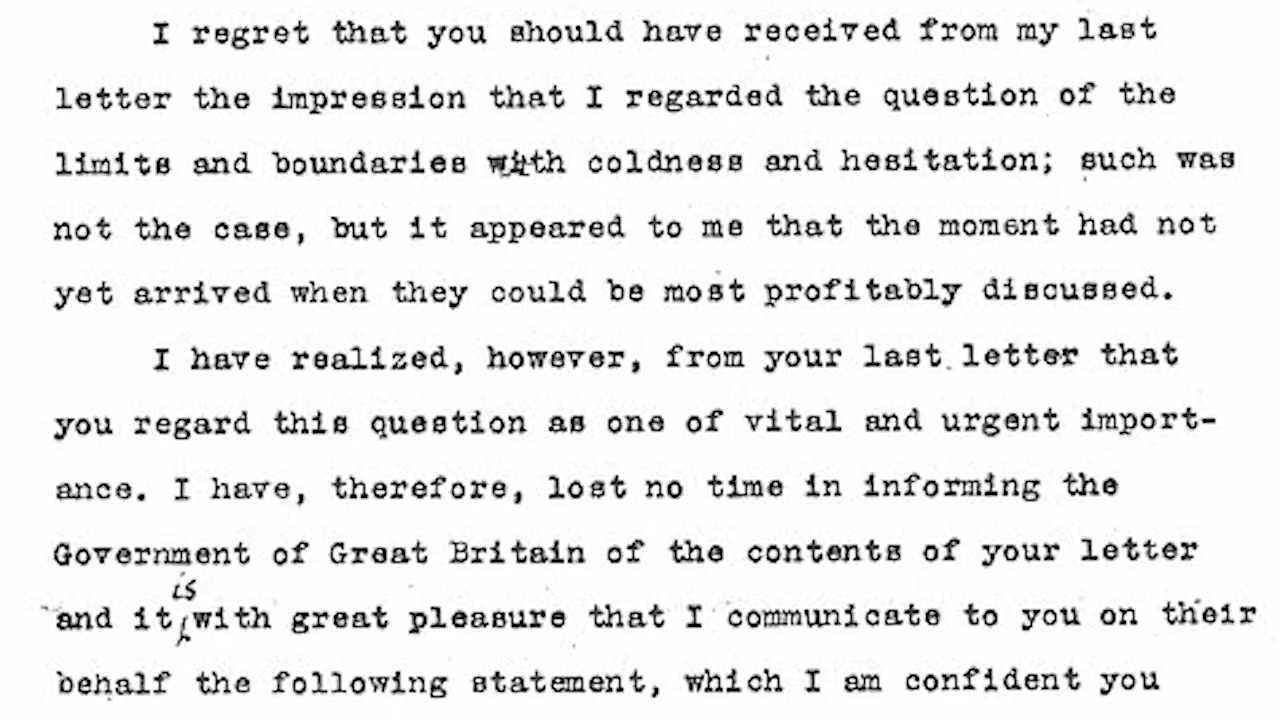 I regret that you should have received from my last
letter the impression that I regarded the question of the
limits and boundaries with coldness and hesitation; such was
not the case, but it appeared to me that the moment had not
yet arrived when they could be most profitably discussed.
I have realized, however, from your last letter that
you regard this question as one of vital and urgent import-
ance. I have, therefore, lost no time in informing the
Government of Great Britain of the contents of your letter
and it is with great pleasure that I communicate to you on their
behalf the following statement, which I am confident you